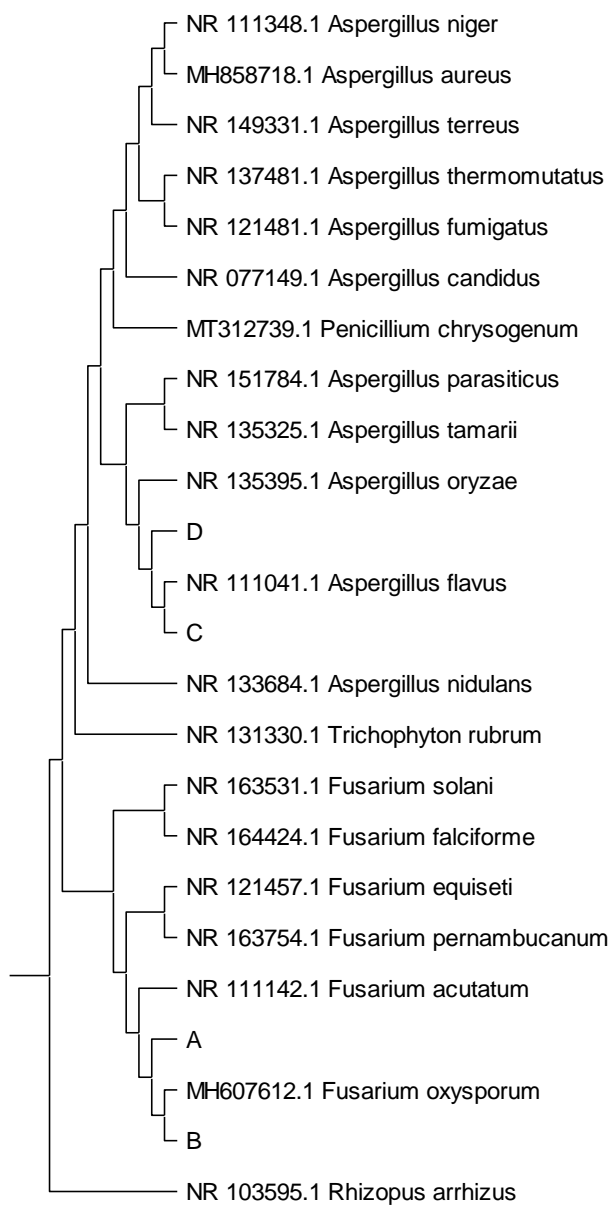 NR 111348.1 Aspergillus niger
MH858718.1 Aspergillus aureus
NR 149331.1 Aspergillus terreus
NR 137481.1 Aspergillus thermomutatus
NR 121481.1 Aspergillus fumigatus
NR 077149.1 Aspergillus candidus
MT312739.1 Penicillium chrysogenum
NR 151784.1 Aspergillus parasiticus
NR 135325.1 Aspergillus tamarii
NR 135395.1 Aspergillus oryzae
D
NR 111041.1 Aspergillus flavus
C
NR 133684.1 Aspergillus nidulans
NR 131330.1 Trichophyton rubrum
NR 163531.1 Fusarium solani
NR 164424.1 Fusarium falciforme
NR 121457.1 Fusarium equiseti
NR 163754.1 Fusarium pernambucanum
NR 111142.1 Fusarium acutatum
A
MH607612.1 Fusarium oxysporum
B
NR 103595.1 Rhizopus arrhizus